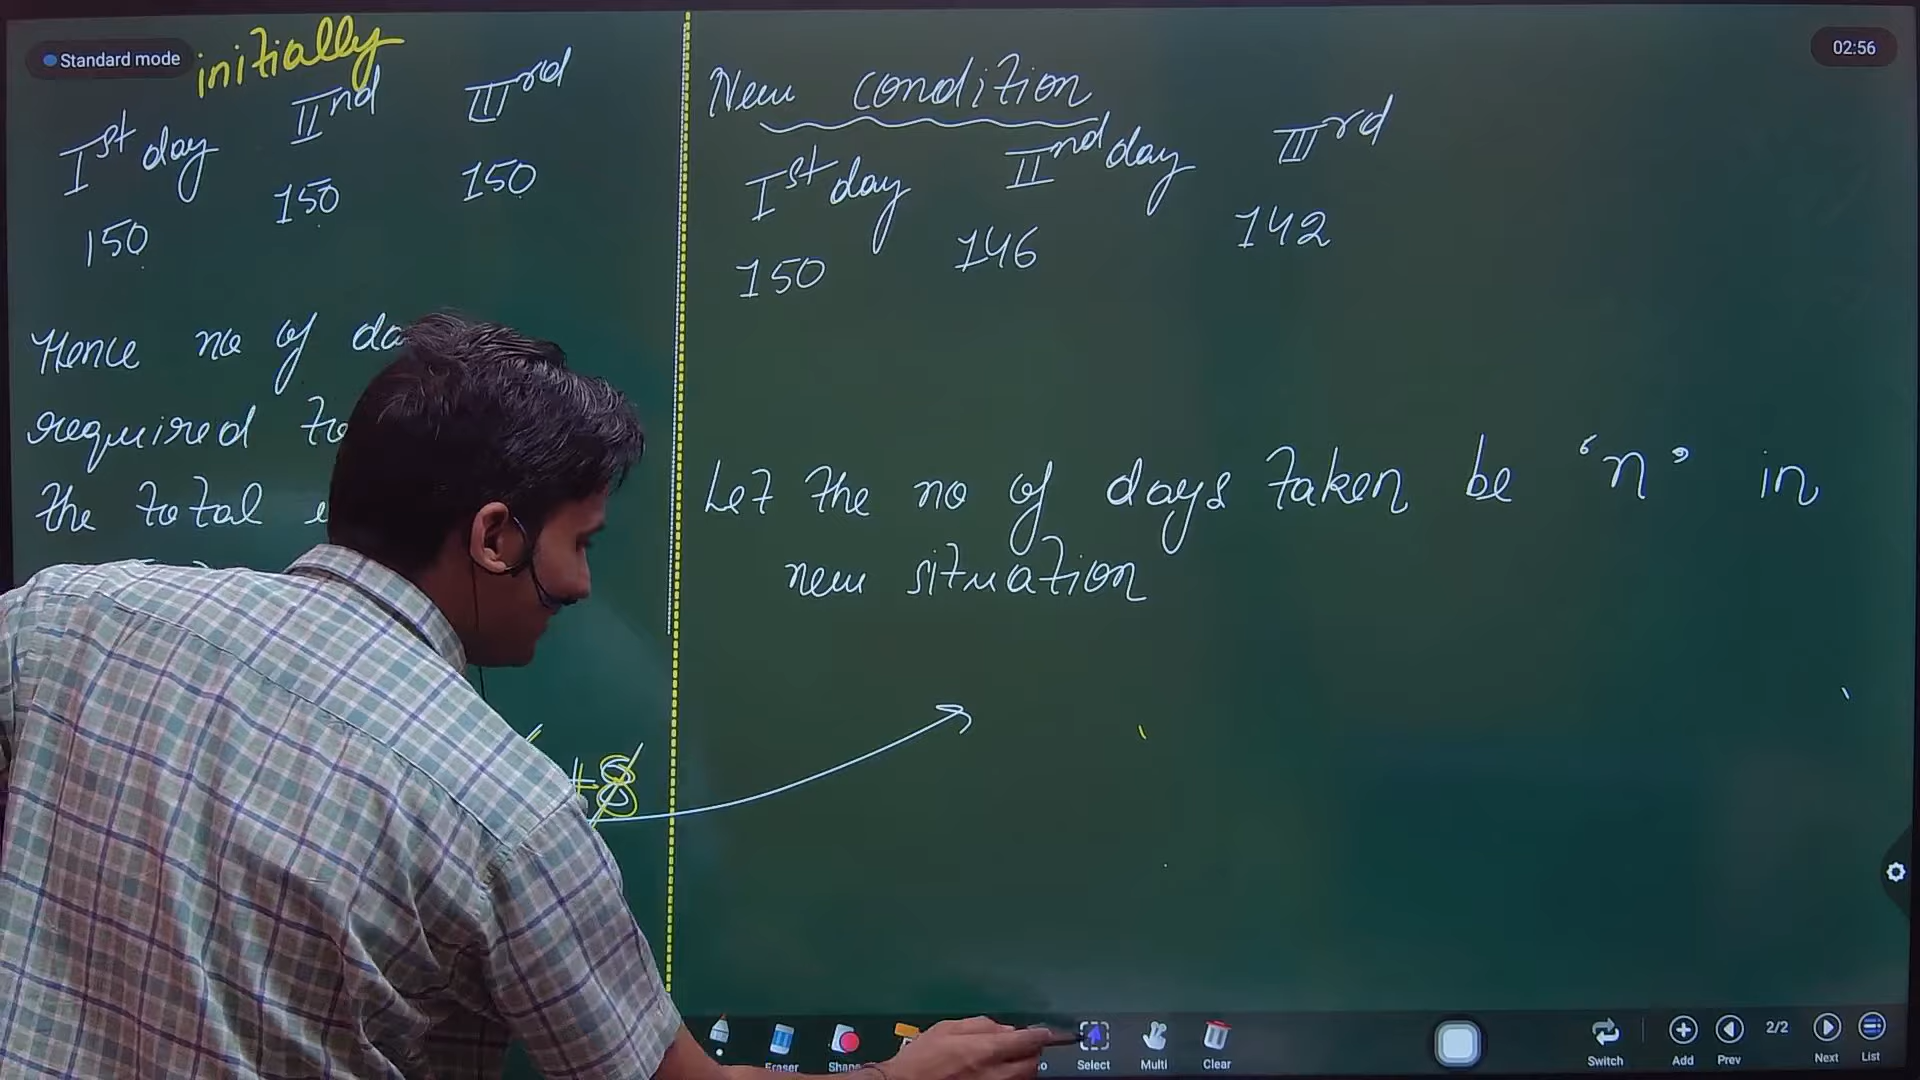 Standard mode
initially
Ist day IInd IIIrd
150 150 150
Hence no of
required to
the total
+8
New condition
Ist day IInd day IIIrd
150 146 142
Let the no of days taken be 'n' in
new situation
02:56
Eraser Select Multi Clear Switch Add Prev 2/2 Next List